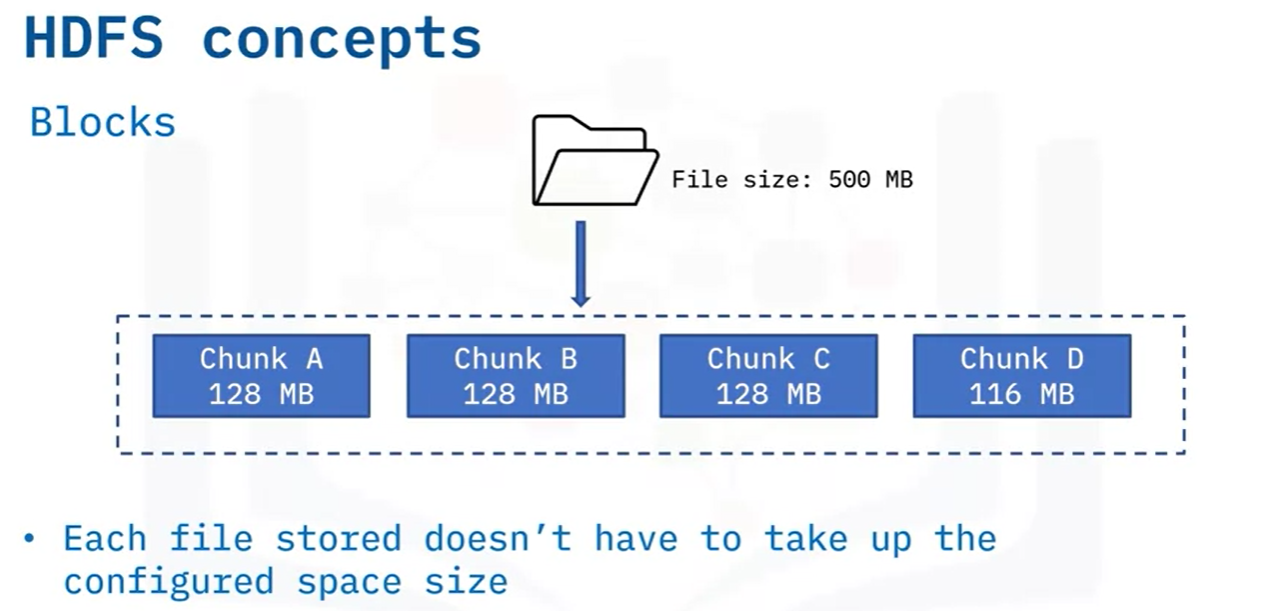 HDFS concepts
Blocks
File size: 500 MB
Chunk A
128 MB
Chunk B
128 MB
Chunk C
128 MB
Chunk D
116 MB
• Each file stored doesn’t have to take up the
configured space size